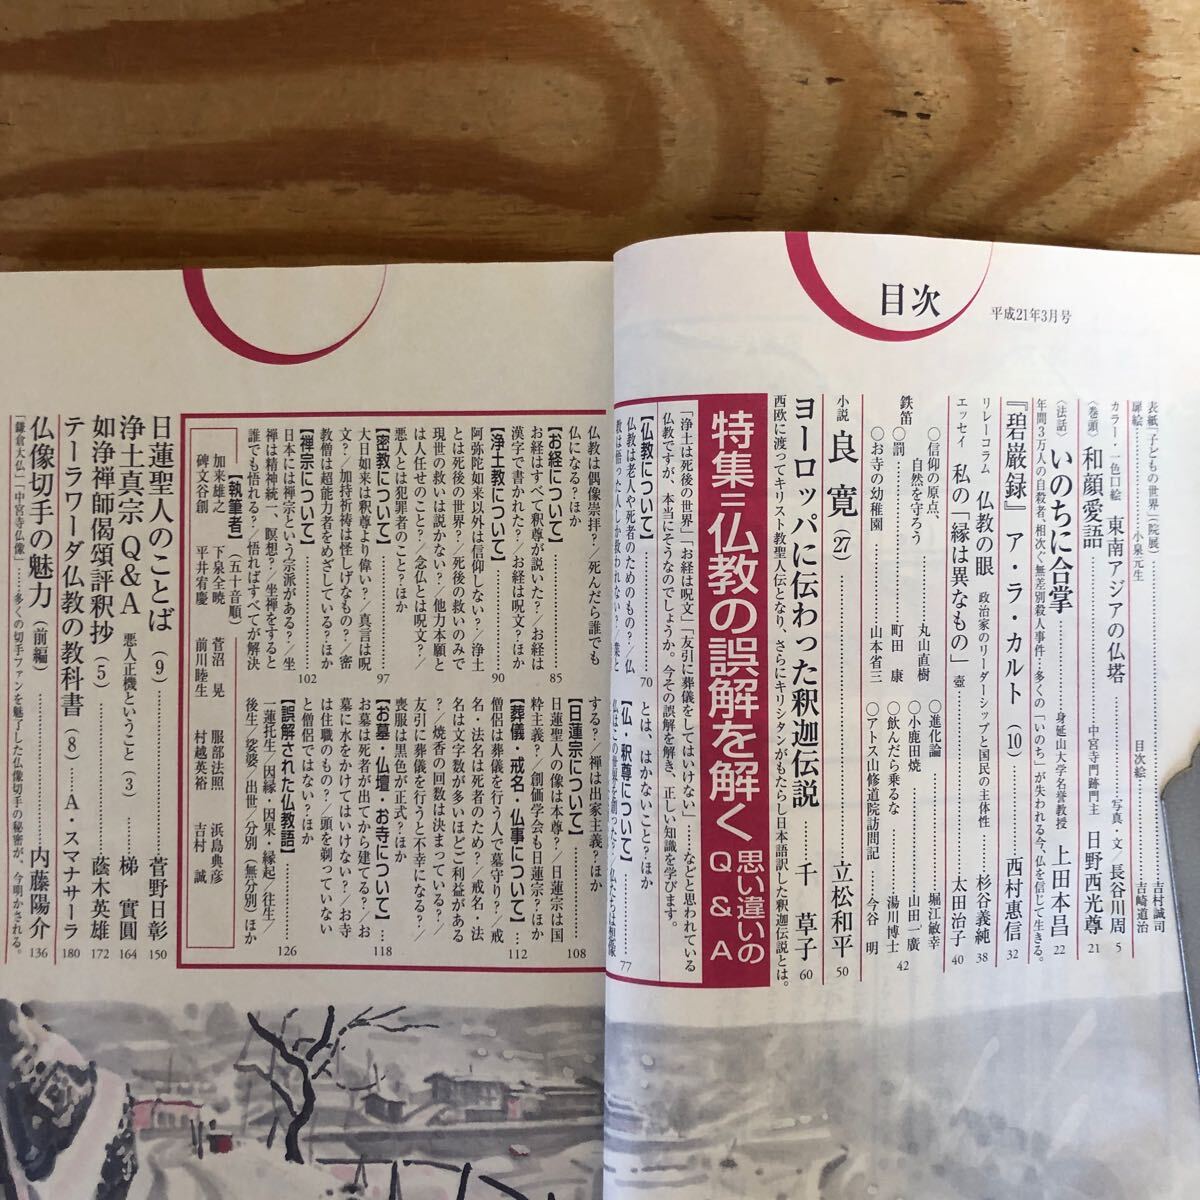 目次
平成21年3月号
表紙「子どもの世界」(院展)……小泉元生
扉絵
目次絵
吉村誠司
吉崎道治
カラー・一色口絵 東南アジアの仏塔…………写真・文/長谷川周 5
〈巻頭〉和顔愛語…………中宮寺門跡門主 日野西光尊 21
〈法話〉いのちに合掌…………身延山大学名誉教授 上田本昌 22
年間3万人の自殺者、相次ぐ無差別殺人事件…多くの「いのち」が失われる今、仏を信じて生きる。
『碧巌録』ア・ラ・カルト(10)…………西村惠信 32
リレーコラム 仏教の眼 政治家のリーダーシップと国民の主体性……杉谷義純 38
エッセイ 私の「縁は異なもの」壺…………太田治子 40
鉄笛
○信仰の原点、自然を守ろう………丸山直樹
○罰………町田 康
○お寺の幼稚園………山本省三
○進化論………堀江敏幸
○小鹿田焼………山田一廣
○飲んだら乗るな………湯川博士
○アトス山修道院訪問記………今谷 明
42
小説 良寛(27)…………立松和平 50
ヨーロッパに伝わった釈迦伝説…………千 草子 60
西欧に渡ってキリスト教聖人伝となり、さらにキリシタンがもたらし日本語訳した釈迦伝説とは。
特集=仏教の誤解を解く 思い違いのQ&A
「浄土は死後の世界」「お経は呪文」「友引に葬儀をしてはいけない」……などと思われている
仏教ですが、本当にそうなのでしょうか。今その誤解を解き、正しい知識を学びます。
【仏教について】………70
仏教は老人や死者のためのもの?/仏
教は悟った人しか救われない?/業と
とは、はかないこと?ほか
【仏・釈尊について】………77
仏教は偶像崇拝?/死んだら誰でも
仏になる?ほか
【お経について】………85
お経はすべて釈尊が説いた?/お経は
漢字で書かれた?/お経は呪文?ほか
【浄土教について】………90
阿弥陀如来以外は信仰しない?/浄土
とは死後の世界?/死後の救いのみで
現世の救いは説かない?/他力本願と
は人任せのこと?/念仏とは呪文?/
悪人とは犯罪者のこと?ほか
【密教について】………97
大日如来は釈尊より偉い?/真言は呪
文?/加持祈祷は怪しげなもの?/密
教僧は超能力者をめざしている?ほか
【禅宗について】………102
日本には禅宗という宗派がある?/坐
禅は精神統一、瞑想?/坐禅をすると
誰でも悟れる?/悟ればすべてが解決
する?/禅は出家主義?ほか
【日蓮宗について】………108
日蓮聖人の像は本尊?/日蓮宗は国
粋主義?/創価学会も日蓮宗?ほか
【葬儀・戒名・仏事について】………112
僧侶は葬儀を行う人で墓守り?/戒
名・法名は死者のため?/戒名・法
名は文字数が多いほどご利益がある
?/焼香の回数は決まっている?/
友引に葬儀を行うと不幸になる?/
喪服は黒色が正式?ほか
【お墓・仏壇・お寺について】………118
お墓は死者が出てから建てる?/お
墓に水をかけてはいけない?/お寺
は住職のもの?/頭を剃っていない
と僧侶ではない?ほか
【誤解された仏教語】………126
一蓮托生/因縁・因果・縁起/往生/
後生/娑婆/出世/分別(無分別)ほか
【執筆者】(五十音順)
加来雄之 下泉全暁 菅沼 晃 服部法照 浜島典彦
碑文谷創 平井宥慶 前川睦生 村越英裕 吉村 誠
日蓮聖人のことば(9)…………菅野日彰 150
浄土真宗Q&A 悪人正機ということ(3)…………梯 實圓 164
如浄禅師偈頌評釈抄(5)…………蔭木英雄 172
テーラワーダ仏教の教科書(8)……A・スマナサーラ 180
仏像切手の魅力(前編)…………内藤陽介 136
「鎌倉大仏」「中宮寺仏像」……多くの切手ファンを魅了した仏像切手の秘密が、今明かされる。